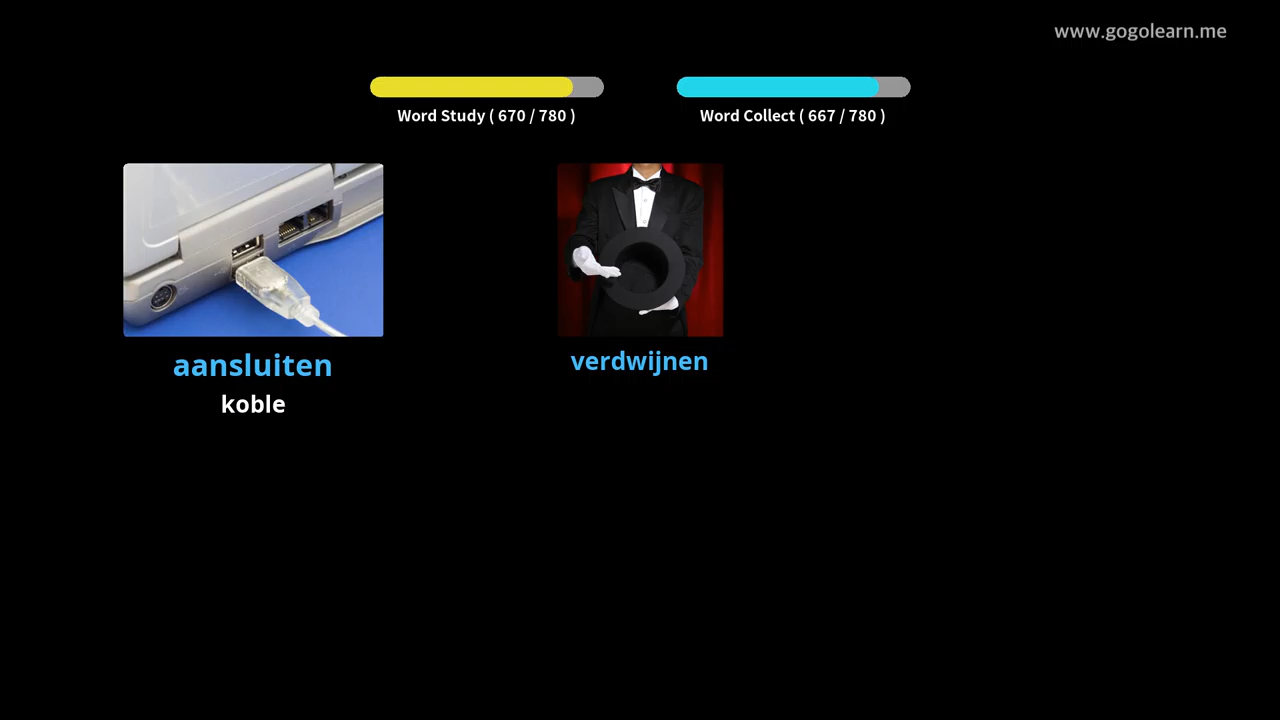 www.gogolearn.me
Word Study ( 670 / 780 )
Word Collect ( 667 / 780 )
aansluiten
koble
verdwijnen